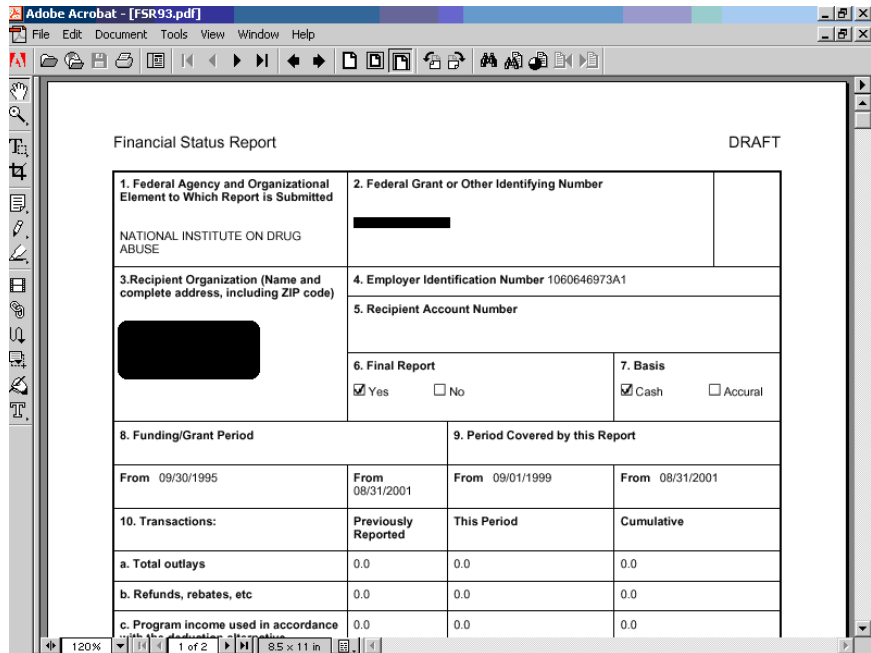 Adobe Acrobat - [FSR93.pdf]
File Edit Document Tools View Window Help
Financial Status Report DRAFT
1. Federal Agency and Organizational
Element to Which Report is Submitted
NATIONAL INSTITUTE ON DRUG
ABUSE
2. Federal Grant or Other Identifying Number
3.Recipient Organization (Name and
complete address, including ZIP code)
4. Employer Identification Number 1060646973A1
5. Recipient Account Number
6. Final Report
Yes No
7. Basis
Cash Accural
8. Funding/Grant Period 9. Period Covered by this Report
From 09/30/1995 From
08/31/2001
From 09/01/1999 From 08/31/2001
10. Transactions: Previously
Reported
This Period Cumulative
a. Total outlays 0.0 0.0 0.0
b. Refunds, rebates, etc 0.0 0.0 0.0
c. Program income used in accordance 0.0 0.0 0.0
with the deduction alternative
120% 1 of 2 8.5 x 11 in